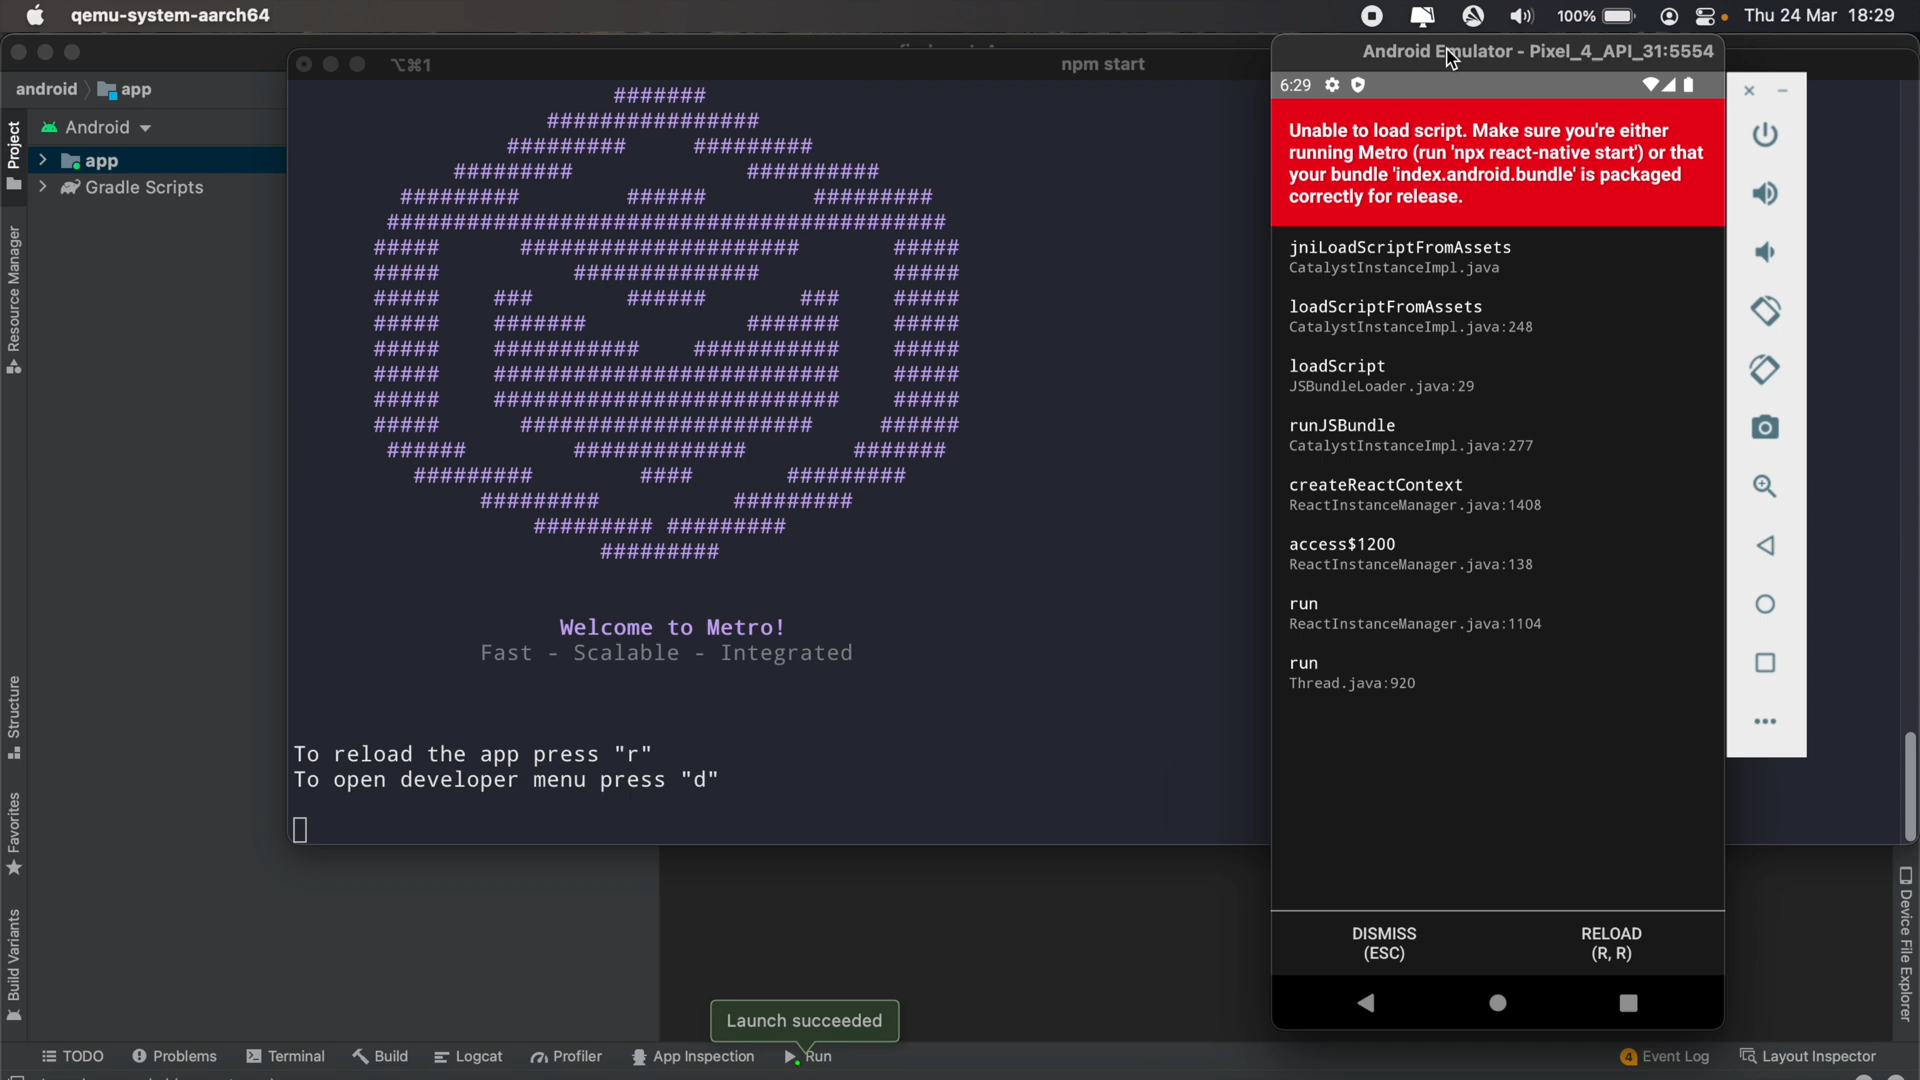 qemu-system-aarch64
100%
Thu 24 Mar 18:29
⌥⌘1
npm start
Android Emulator - Pixel_4_API_31:5554
android
app
Android
app
Gradle Scripts
Project
Resource Manager
Structure
Favorites
Build Variants
#######
################
#########     #########
#########             ##########
#########        ######        #########
##########################################
#####      #####################       #####
#####          ##############          #####
#####    ###       ######       ###    #####
#####    #######            #######    #####
#####    ###########    ###########    #####
#####    ##########################    #####
#####    ##########################    #####
#####      ######################     ######
######        #############        #######
#########        ####       #########
#########          #########
######### #########
#########
Welcome to Metro!
Fast - Scalable - Integrated
To reload the app press "r"
To open developer menu press "d"
6:29
Unable to load script. Make sure you're either
running Metro (run 'npx react-native start') or that
your bundle 'index.android.bundle' is packaged
correctly for release.
jniLoadScriptFromAssets
CatalystInstanceImpl.java
loadScriptFromAssets
CatalystInstanceImpl.java:248
loadScript
JSBundleLoader.java:29
runJSBundle
CatalystInstanceImpl.java:277
createReactContext
ReactInstanceManager.java:1408
access$1200
ReactInstanceManager.java:138
run
ReactInstanceManager.java:1104
run
Thread.java:920
DISMISS
(ESC)
RELOAD
(R, R)
Device File Explorer
Launch succeeded
TODO
Problems
Terminal
Build
Logcat
Profiler
App Inspection
Run
4
Event Log
Layout Inspector